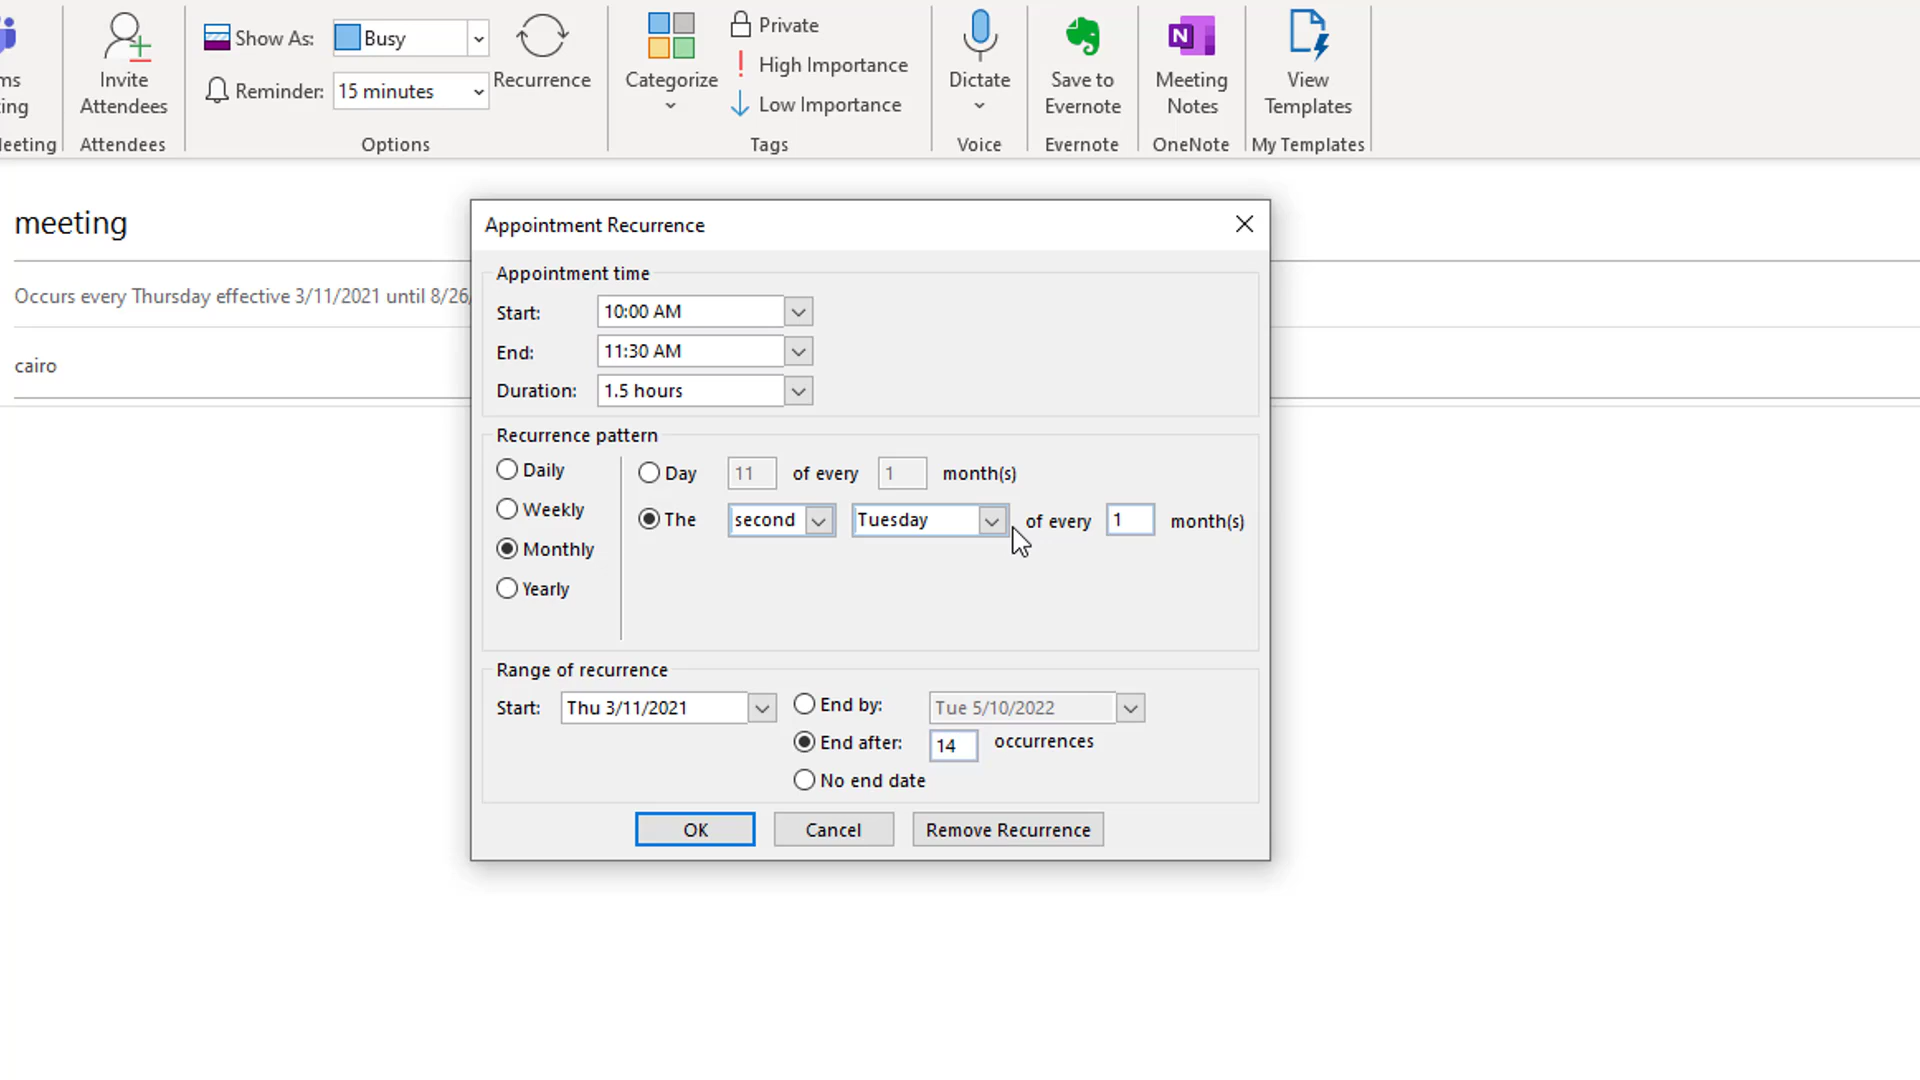 ms
ing
leeting
Invite
Attendees
Attendees
Show As: Busy
Reminder: 15 minutes
Recurrence
Options
Categorize
Private
High Importance
Low Importance
Tags
Dictate
Voice
Save to
Evernote
Evernote
Meeting
Notes
OneNote
View
Templates
My Templates
meeting
Occurs every Thursday effective 3/11/2021 until 8/26/
cairo
Appointment Recurrence
Appointment time
Start: 10:00 AM
End: 11:30 AM
Duration: 1.5 hours
Recurrence pattern
Daily
Weekly
Monthly
Yearly
Day 11 of every 1 month(s)
The second Tuesday of every 1 month(s)
Range of recurrence
Start: Thu 3/11/2021
End by: Tue 5/10/2022
End after: 14 occurrences
No end date
OK Cancel Remove Recurrence